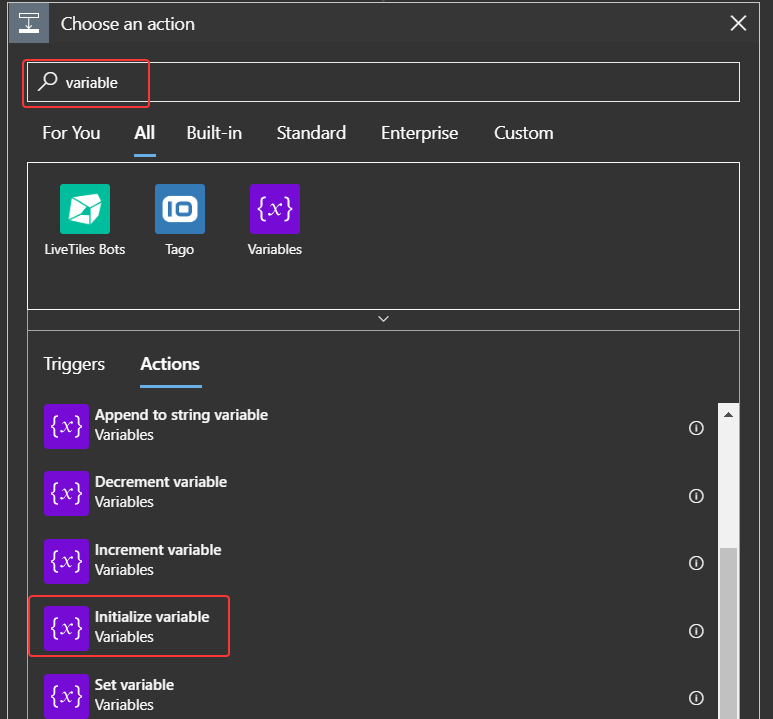 Choose an action
variable
For You All Built-in Standard Enterprise Custom
LiveTiles Bots Tago Variables
Triggers Actions
Append to string variable
Variables
Decrement variable
Variables
Increment variable
Variables
Initialize variable
Variables
Set variable
Variables